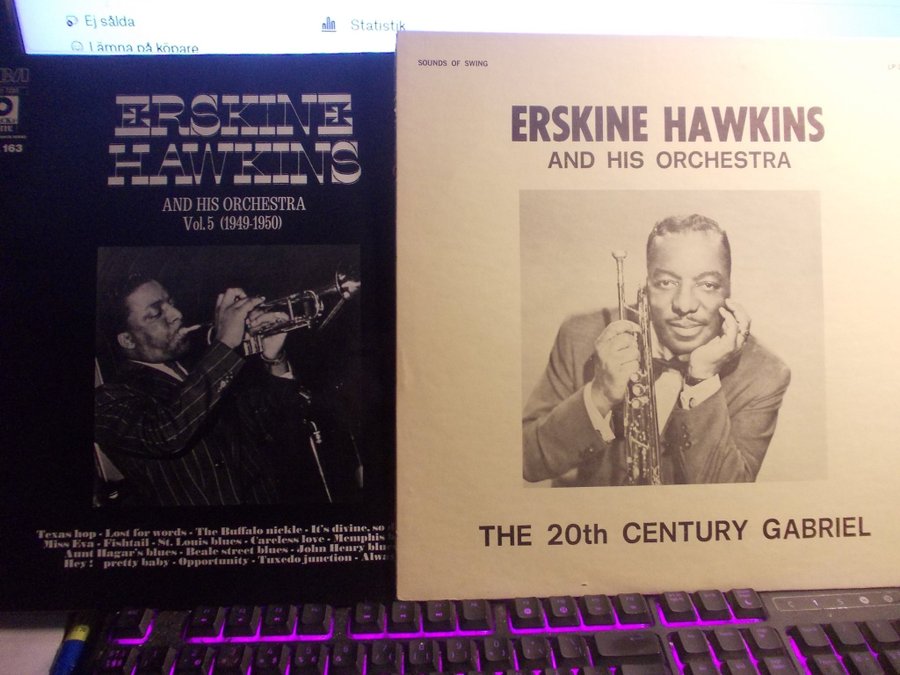 Ej sålda
Statistik
Lämna på köpare
163
ERSKINE
HAWKINS
AND HIS ORCHESTRA
Vol. 5 (1949-1950)
Texas hop - Lost for words - The Buffalo nickle - It's divine, so
Miss Eva - Fishtail - St. Louis blues - Careless love - Memphis
Aunt Hagar's blues - Beale street blues - John Henry blu
Hey! pretty baby - Opportunity - Tuxedo junction - Alwa
SOUNDS OF SWING
LP
ERSKINE HAWKINS
AND HIS ORCHESTRA
THE 20th CENTURY GABRIEL